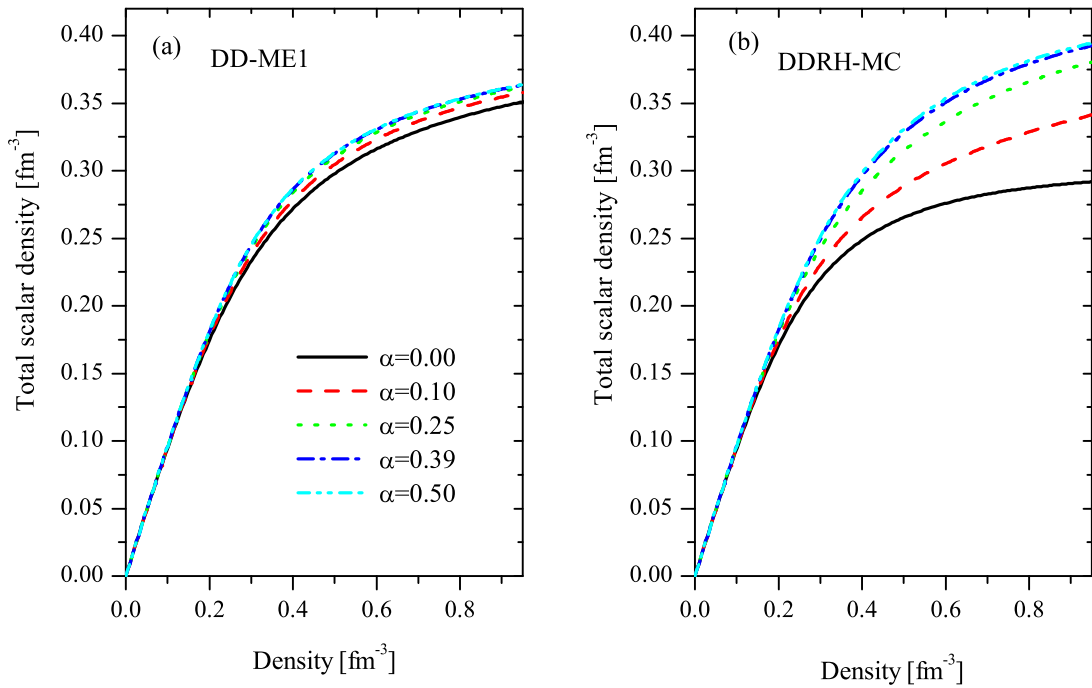 (a)
DD-ME1
Total scalar density [fm-3]
0.40
0.35
0.30
0.25
0.20
0.15
0.10
0.05
0.00
α=0.00
α=0.10
α=0.25
α=0.39
α=0.50
0.0 0.2 0.4 0.6 0.8
Density [fm-3]
(b)
DDRH-MC
Total scalar density [fm-3]
0.40
0.35
0.30
0.25
0.20
0.15
0.10
0.05
0.00
0.0 0.2 0.4 0.6 0.8
Density [fm-3]